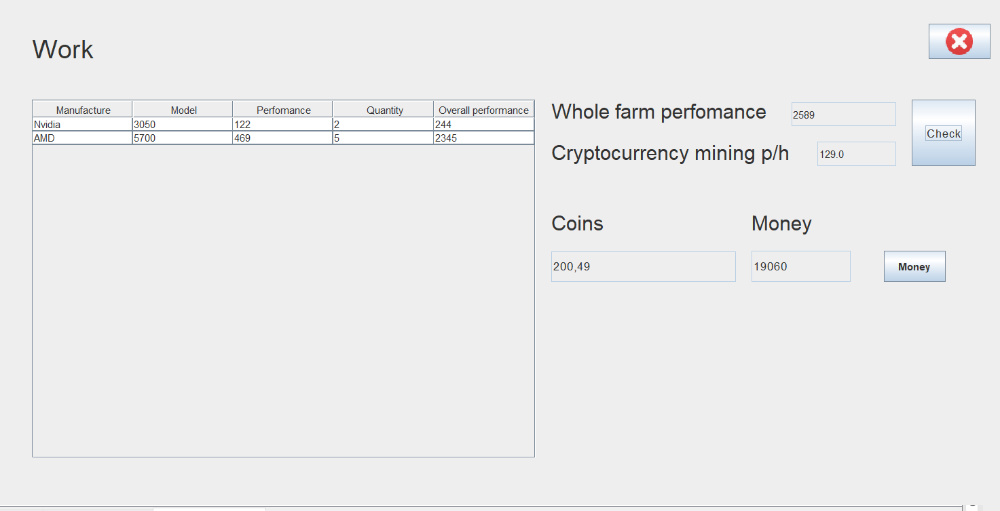 Work
Manufacture Model Perfomance Quantity Overall performance
Nvidia 3050 122 2 244
AMD 5700 469 5 2345
Whole farm perfomance 2589
Check
Cryptocurrency mining p/h 129.0
Coins Money
200,49 19060 Money